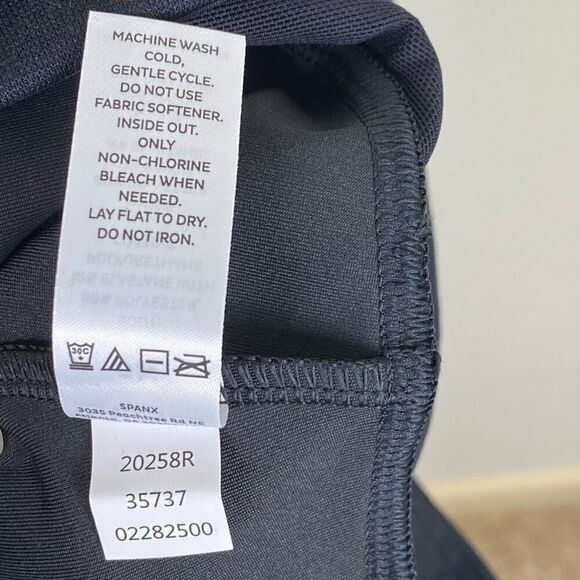 MACHINE WASH
COLD,
GENTLE CYCLE.
DO NOT USE
FABRIC SOFTENER.
INSIDE OUT.
ONLY
NON-CHLORINE
BLEACH WHEN
NEEDED.
LAY FLAT TO DRY.
DO NOT IRON.
30C
SPANX
3035 Peachtree Rd NE
20258R
35737
02282500